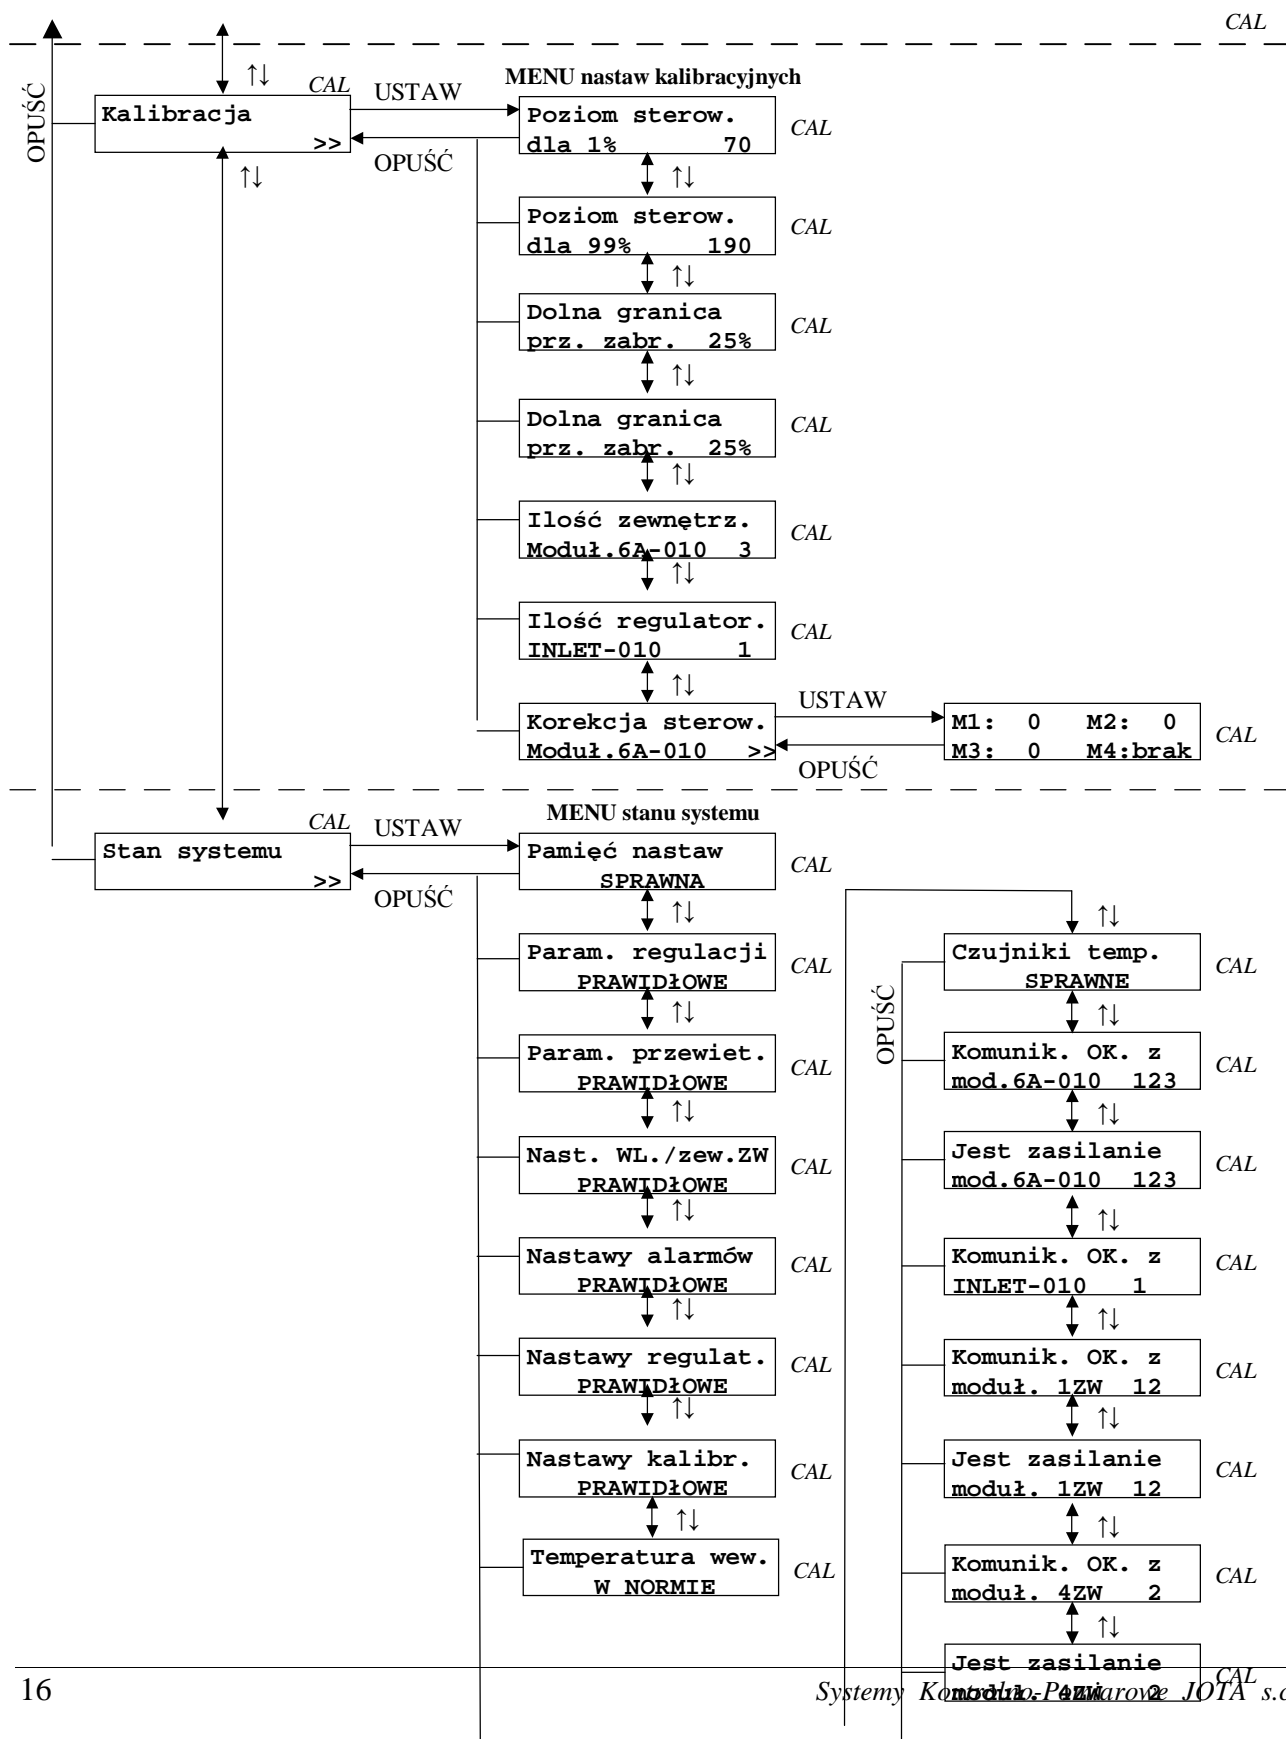 CAL
OPUŚĆ
↑↓
CAL
Kalibracja
>>
USTAW
OPUŚĆ
↑↓
MENU nastaw kalibracyjnych
Poziom sterow.
dla 1% 70
CAL
↑↓
Poziom sterow.
dla 99% 190
CAL
↑↓
Dolna granica
prz. zabr. 25%
CAL
↑↓
Dolna granica
prz. zabr. 25%
CAL
↑↓
Ilość zewnętrz.
Moduł.6A-010 3
CAL
↑↓
Ilość regulator.
INLET-010 1
CAL
↑↓
Korekcja sterow.
Moduł.6A-010 >>
USTAW
OPUŚĆ
M1: 0 M2: 0
M3: 0 M4:brak
CAL
CAL
Stan systemu
>>
USTAW
OPUŚĆ
MENU stanu systemu
Pamięć nastaw
SPRAWNA
CAL
↑↓
Param. regulacji
PRAWIDŁOWE
CAL
↑↓
Param. przewiet.
PRAWIDŁOWE
CAL
↑↓
Nast. WL./zew.ZW
PRAWIDŁOWE
CAL
↑↓
Nastawy alarmów
PRAWIDŁOWE
CAL
↑↓
Nastawy regulat.
PRAWIDŁOWE
CAL
↑↓
Nastawy kalibr.
PRAWIDŁOWE
CAL
↑↓
Temperatura wew.
W NORMIE
CAL
OPUŚĆ
↑↓
Czujniki temp.
SPRAWNE
CAL
↑↓
Komunik. OK. z
mod.6A-010 123
CAL
↑↓
Jest zasilanie
mod.6A-010 123
CAL
↑↓
Komunik. OK. z
INLET-010 1
CAL
↑↓
Komunik. OK. z
moduł. 1ZW 12
CAL
↑↓
Jest zasilanie
moduł. 1ZW 12
CAL
↑↓
Komunik. OK. z
moduł. 4ZW 2
CAL
↑↓
Jest zasilanie
moduł. 4ZW 2
CAL
16
Systemy Kontrolno-Pomiarowe JOTA s.c